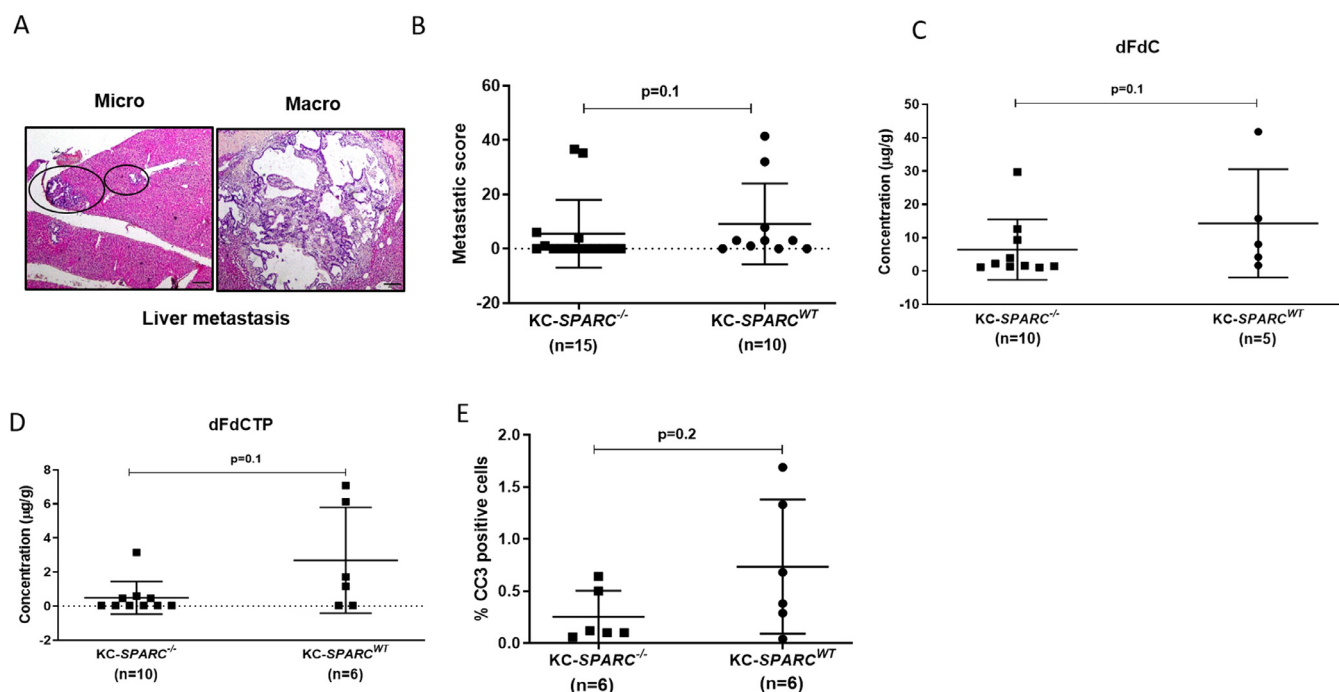 A
Micro
Macro
Liver metastasis
B
p=0.1
Metastatic score
60
40
20
0
-20
KC-SPARC-/-
(n=15)
KC-SPARCWT
(n=10)
C
dFdC
p=0.1
Concentration (µg/g)
50
40
30
20
10
0
-10
KC-SPARC-/-
(n=10)
KC-SPARCWT
(n=5)
D
dFdCTP
p=0.1
Concentration (µg/g)
8
6
4
2
0
-2
KC-SPARC-/-
(n=10)
KC-SPARCWT
(n=6)
E
p=0.2
% CC3 positive cells
2.0
1.5
1.0
0.5
0.0
KC-SPARC-/-
(n=6)
KC-SPARCWT
(n=6)